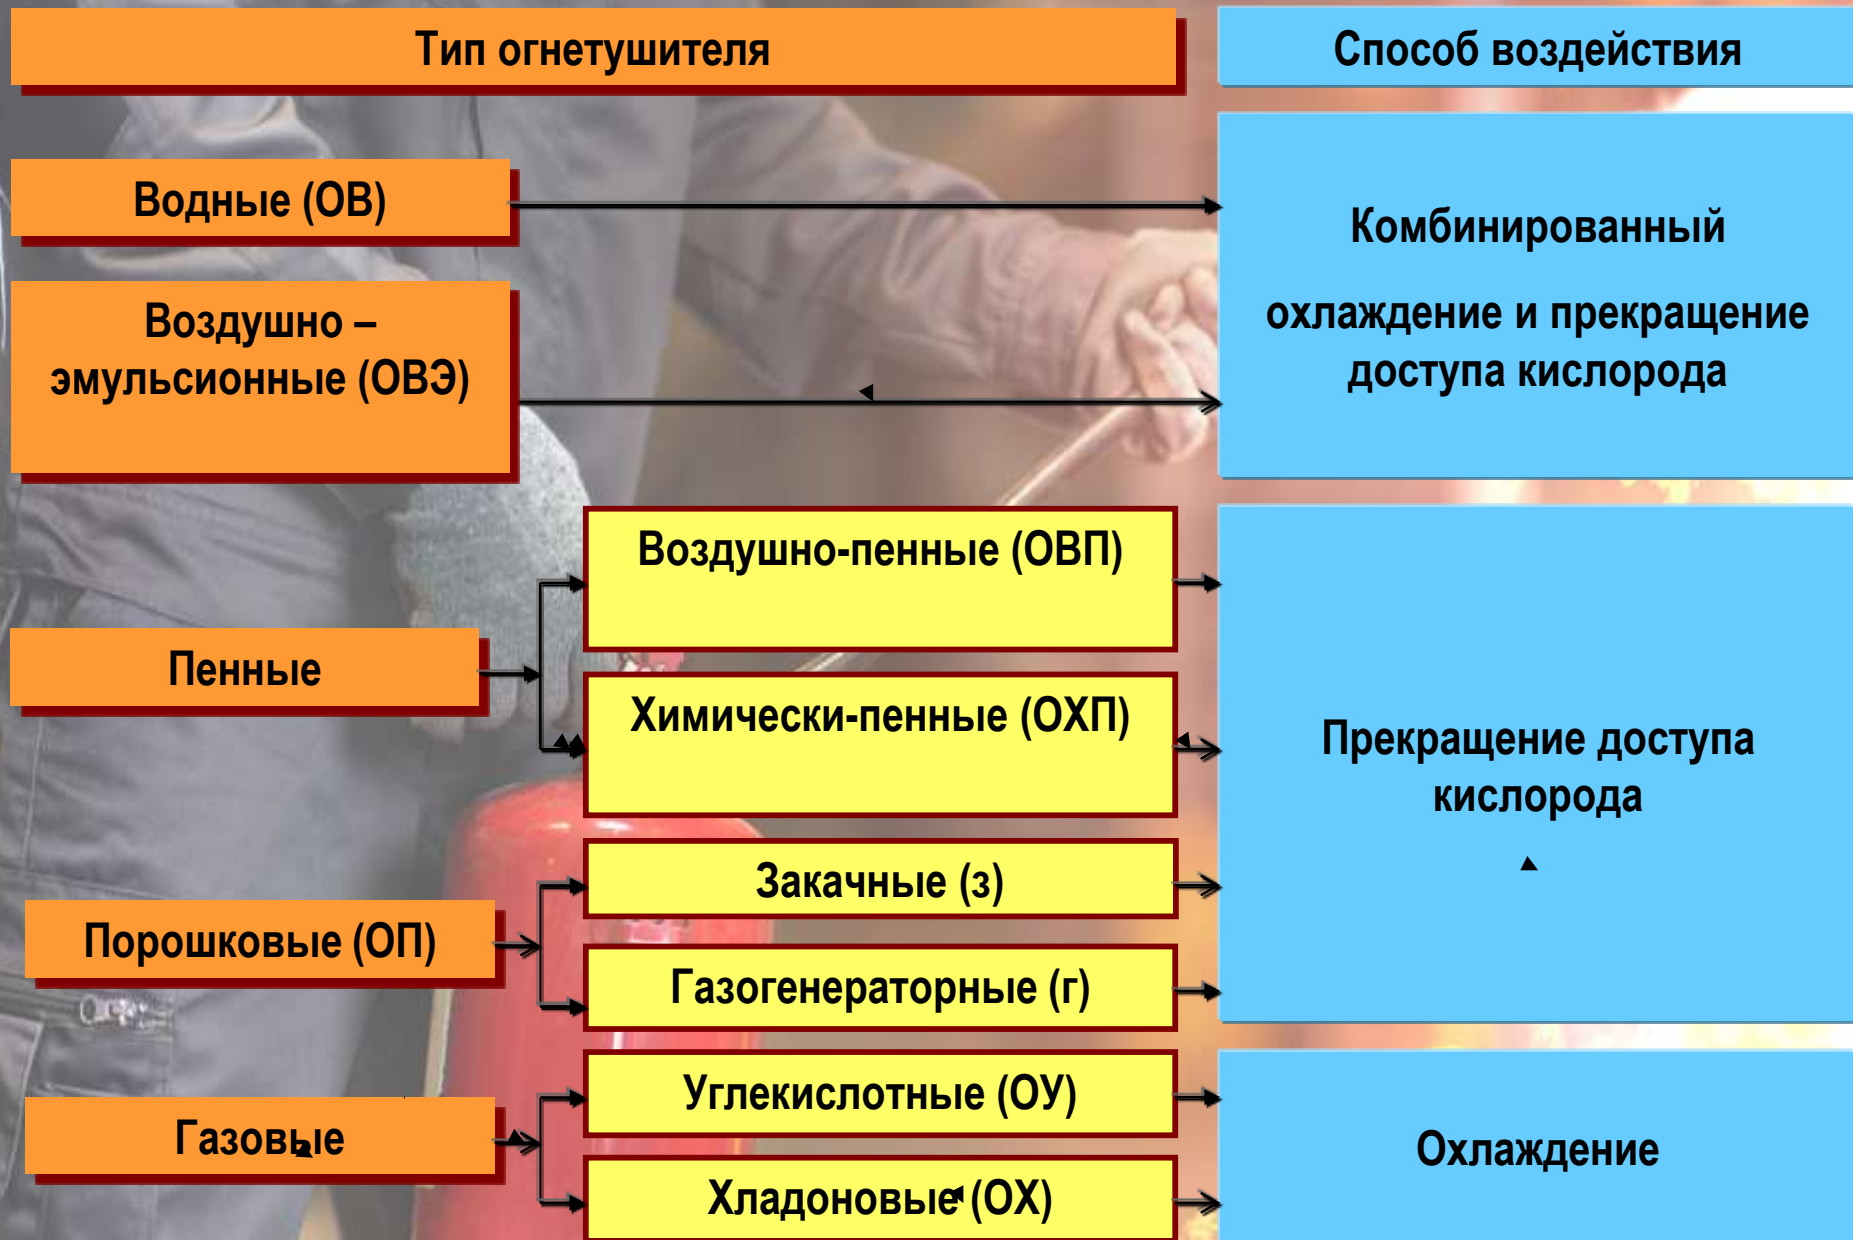 Тип огнетушителя
Способ воздействия
Водные (ОВ)
Воздушно –
эмульсионные (ОВЭ)
Комбинированный
охлаждение и прекращение
доступа кислорода
Пенные
Воздушно-пенные (ОВП)
Химически-пенные (ОХП)
Порошковые (ОП)
Закачные (з)
Газогенераторные (г)
Прекращение доступа
кислорода
Газовые
Углекислотные (ОУ)
Хладоновые (ОХ)
Охлаждение